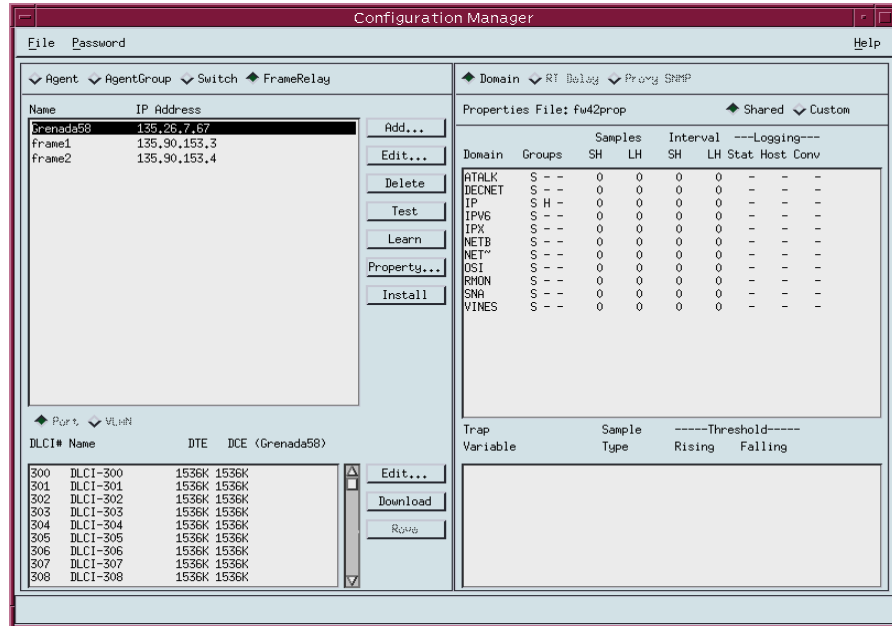 Configuration Manager
File Password Help
Agent AgentGroup Switch FrameRelay
Name IP Address
Grenada58 135.26.7.67
frame1 135.90.153.3
frame2 135.90.153.4
Add...
Edit...
Delete
Test
Learn
Property...
Install
Port VLAN
DLCI# Name DTE DCE (Grenada58)
300 DLCI-300 1536K 1536K
301 DLCI-301 1536K 1536K
302 DLCI-302 1536K 1536K
303 DLCI-303 1536K 1536K
304 DLCI-304 1536K 1536K
305 DLCI-305 1536K 1536K
306 DLCI-306 1536K 1536K
307 DLCI-307 1536K 1536K
308 DLCI-308 1536K 1536K
Edit...
Download
Domain RT Delay Proxy SNMP
Properties File: fw42prop Shared Custom
Samples Interval ---Logging---
Domain Groups SH LH SH LH Stat Host Conv
ATALK S - - 0 0 0 0 - - -
DECNET S - - 0 0 0 0 - - -
IP S H - 0 0 0 0 - - -
IPV6 S - - 0 0 0 0 - - -
IPX S - - 0 0 0 0 - - -
NETB S - - 0 0 0 0 - - -
NET~ S - - 0 0 0 0 - - -
OSI S - - 0 0 0 0 - - -
RMON S - - 0 0 0 0 - - -
SNA S - - 0 0 0 0 - - -
VINES S - - 0 0 0 0 - - -
Trap Sample -----Threshold-----
Variable Type Rising Falling